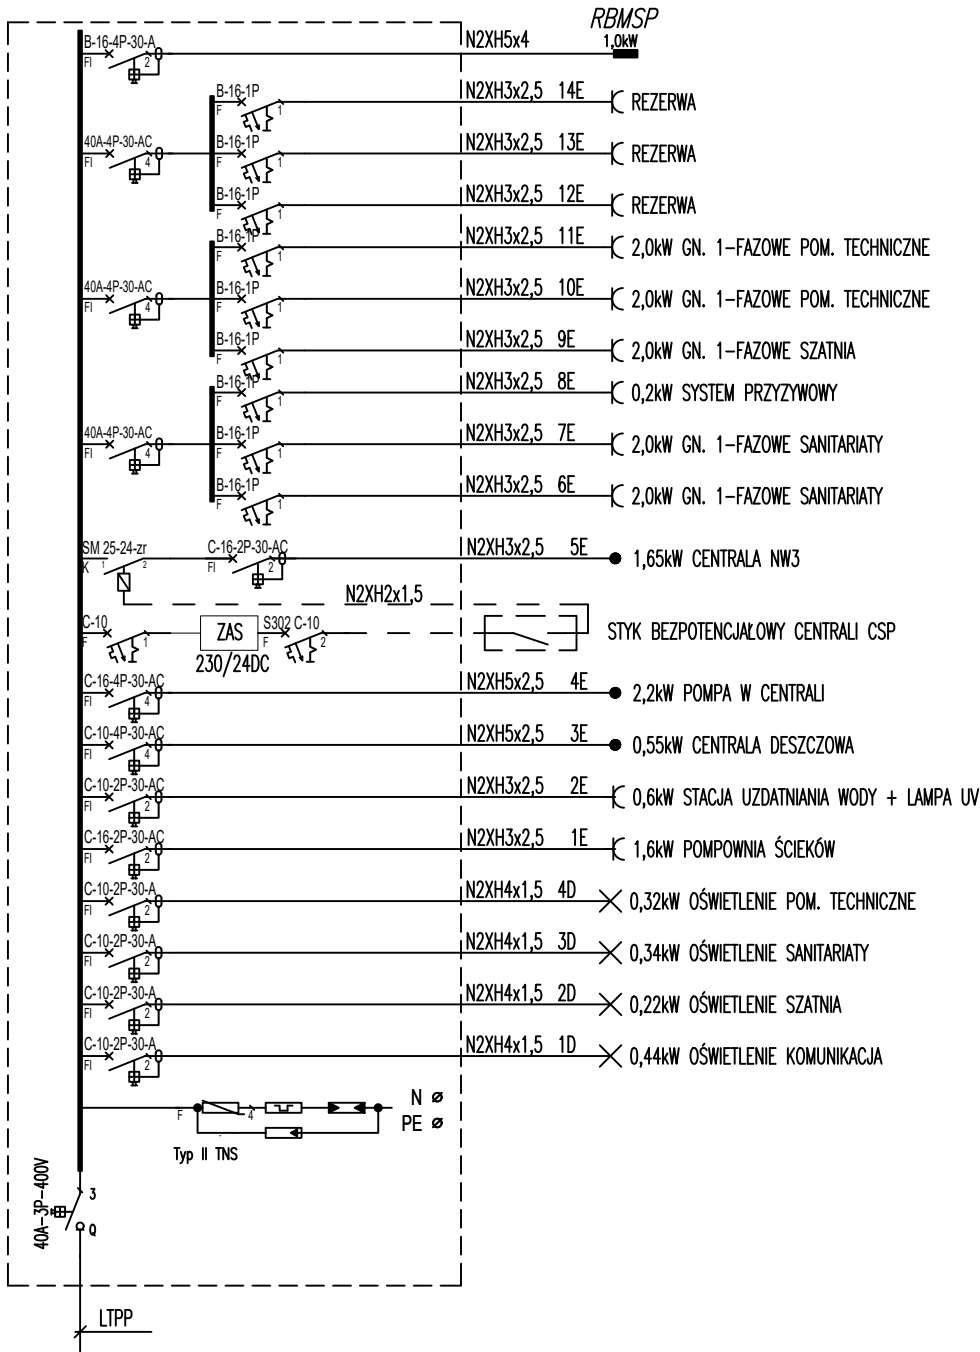 RBMSP
B-16-4P-30-A N2XH5x4 1,0kW
FI 2
B-16-1P N2XH3x2,5 14E REZERWA
F 1
40A-4P-30-AC B-16-1P N2XH3x2,5 13E REZERWA
FI 4 F 1
B-16-1P N2XH3x2,5 12E REZERWA
F 1
B-16-1P N2XH3x2,5 11E 2,0kW GN. 1-FAZOWE POM. TECHNICZNE
F 1
40A-4P-30-AC B-16-1P N2XH3x2,5 10E 2,0kW GN. 1-FAZOWE POM. TECHNICZNE
FI 4 F 1
B-16-1P N2XH3x2,5 9E 2,0kW GN. 1-FAZOWE SZATNIA
F 1
B-16-1P N2XH3x2,5 8E 0,2kW SYSTEM PRZYZYWOWY
F 1
40A-4P-30-AC B-16-1P N2XH3x2,5 7E 2,0kW GN. 1-FAZOWE SANITARIATY
FI 4 F 1
B-16-1P N2XH3x2,5 6E 2,0kW GN. 1-FAZOWE SANITARIATY
F 1
SM 25-24-zr C-16-2P-30-AC N2XH3x2,5 5E 1,65kW CENTRALA NW3
K 1 2 FI 2
N2XH2x1,5
C-10 ZAS S302 C-10 STYK BEZPOTENCJAŁOWY CENTRALI CSP
F 1 F 2
230/24DC
C-16-4P-30-AC N2XH5x2,5 4E 2,2kW POMPA W CENTRALI
FI 4
C-10-4P-30-AC N2XH5x2,5 3E 0,55kW CENTRALA DESZCZOWA
FI 4
C-10-2P-30-AC N2XH3x2,5 2E 0,6kW STACJA UZDATNIANIA WODY + LAMPA UV
FI 2
C-16-2P-30-AC N2XH3x2,5 1E 1,6kW POMPOWNIA ŚCIEKÓW
FI 2
C-10-2P-30-A N2XH4x1,5 4D 0,32kW OŚWIETLENIE POM. TECHNICZNE
FI 2
C-10-2P-30-A N2XH4x1,5 3D 0,34kW OŚWIETLENIE SANITARIATY
FI 2
C-10-2P-30-A N2XH4x1,5 2D 0,22kW OŚWIETLENIE SZATNIA
FI 2
C-10-2P-30-A N2XH4x1,5 1D 0,44kW OŚWIETLENIE KOMUNIKACJA
FI 2
N
F 4
PE
Typ II TNS
40A-3P-400V
3
Q
LTPP